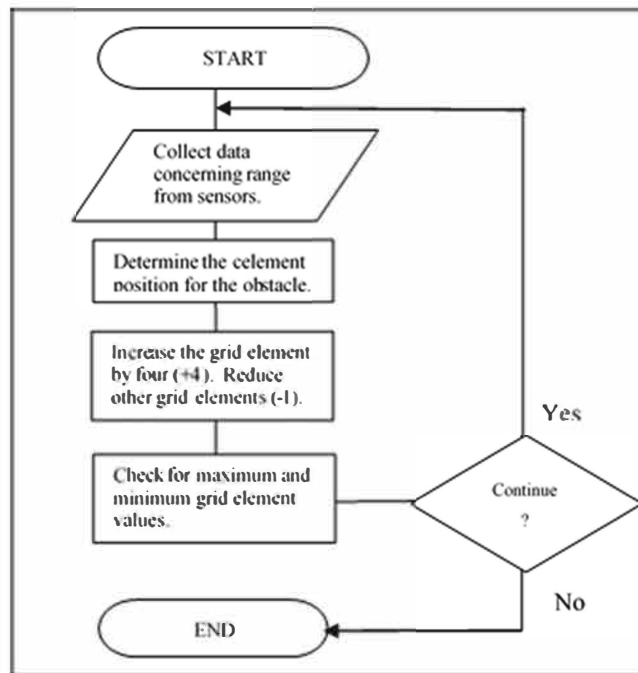 START
Collect data
concerning range
from sensors.
Determine the celement
position for the obstacle.
Increase the grid element
by four (+4). Reduce
other grid elements (-1).
Check for maximum and
minimum grid element
values.
Yes
Continue
?
No
END